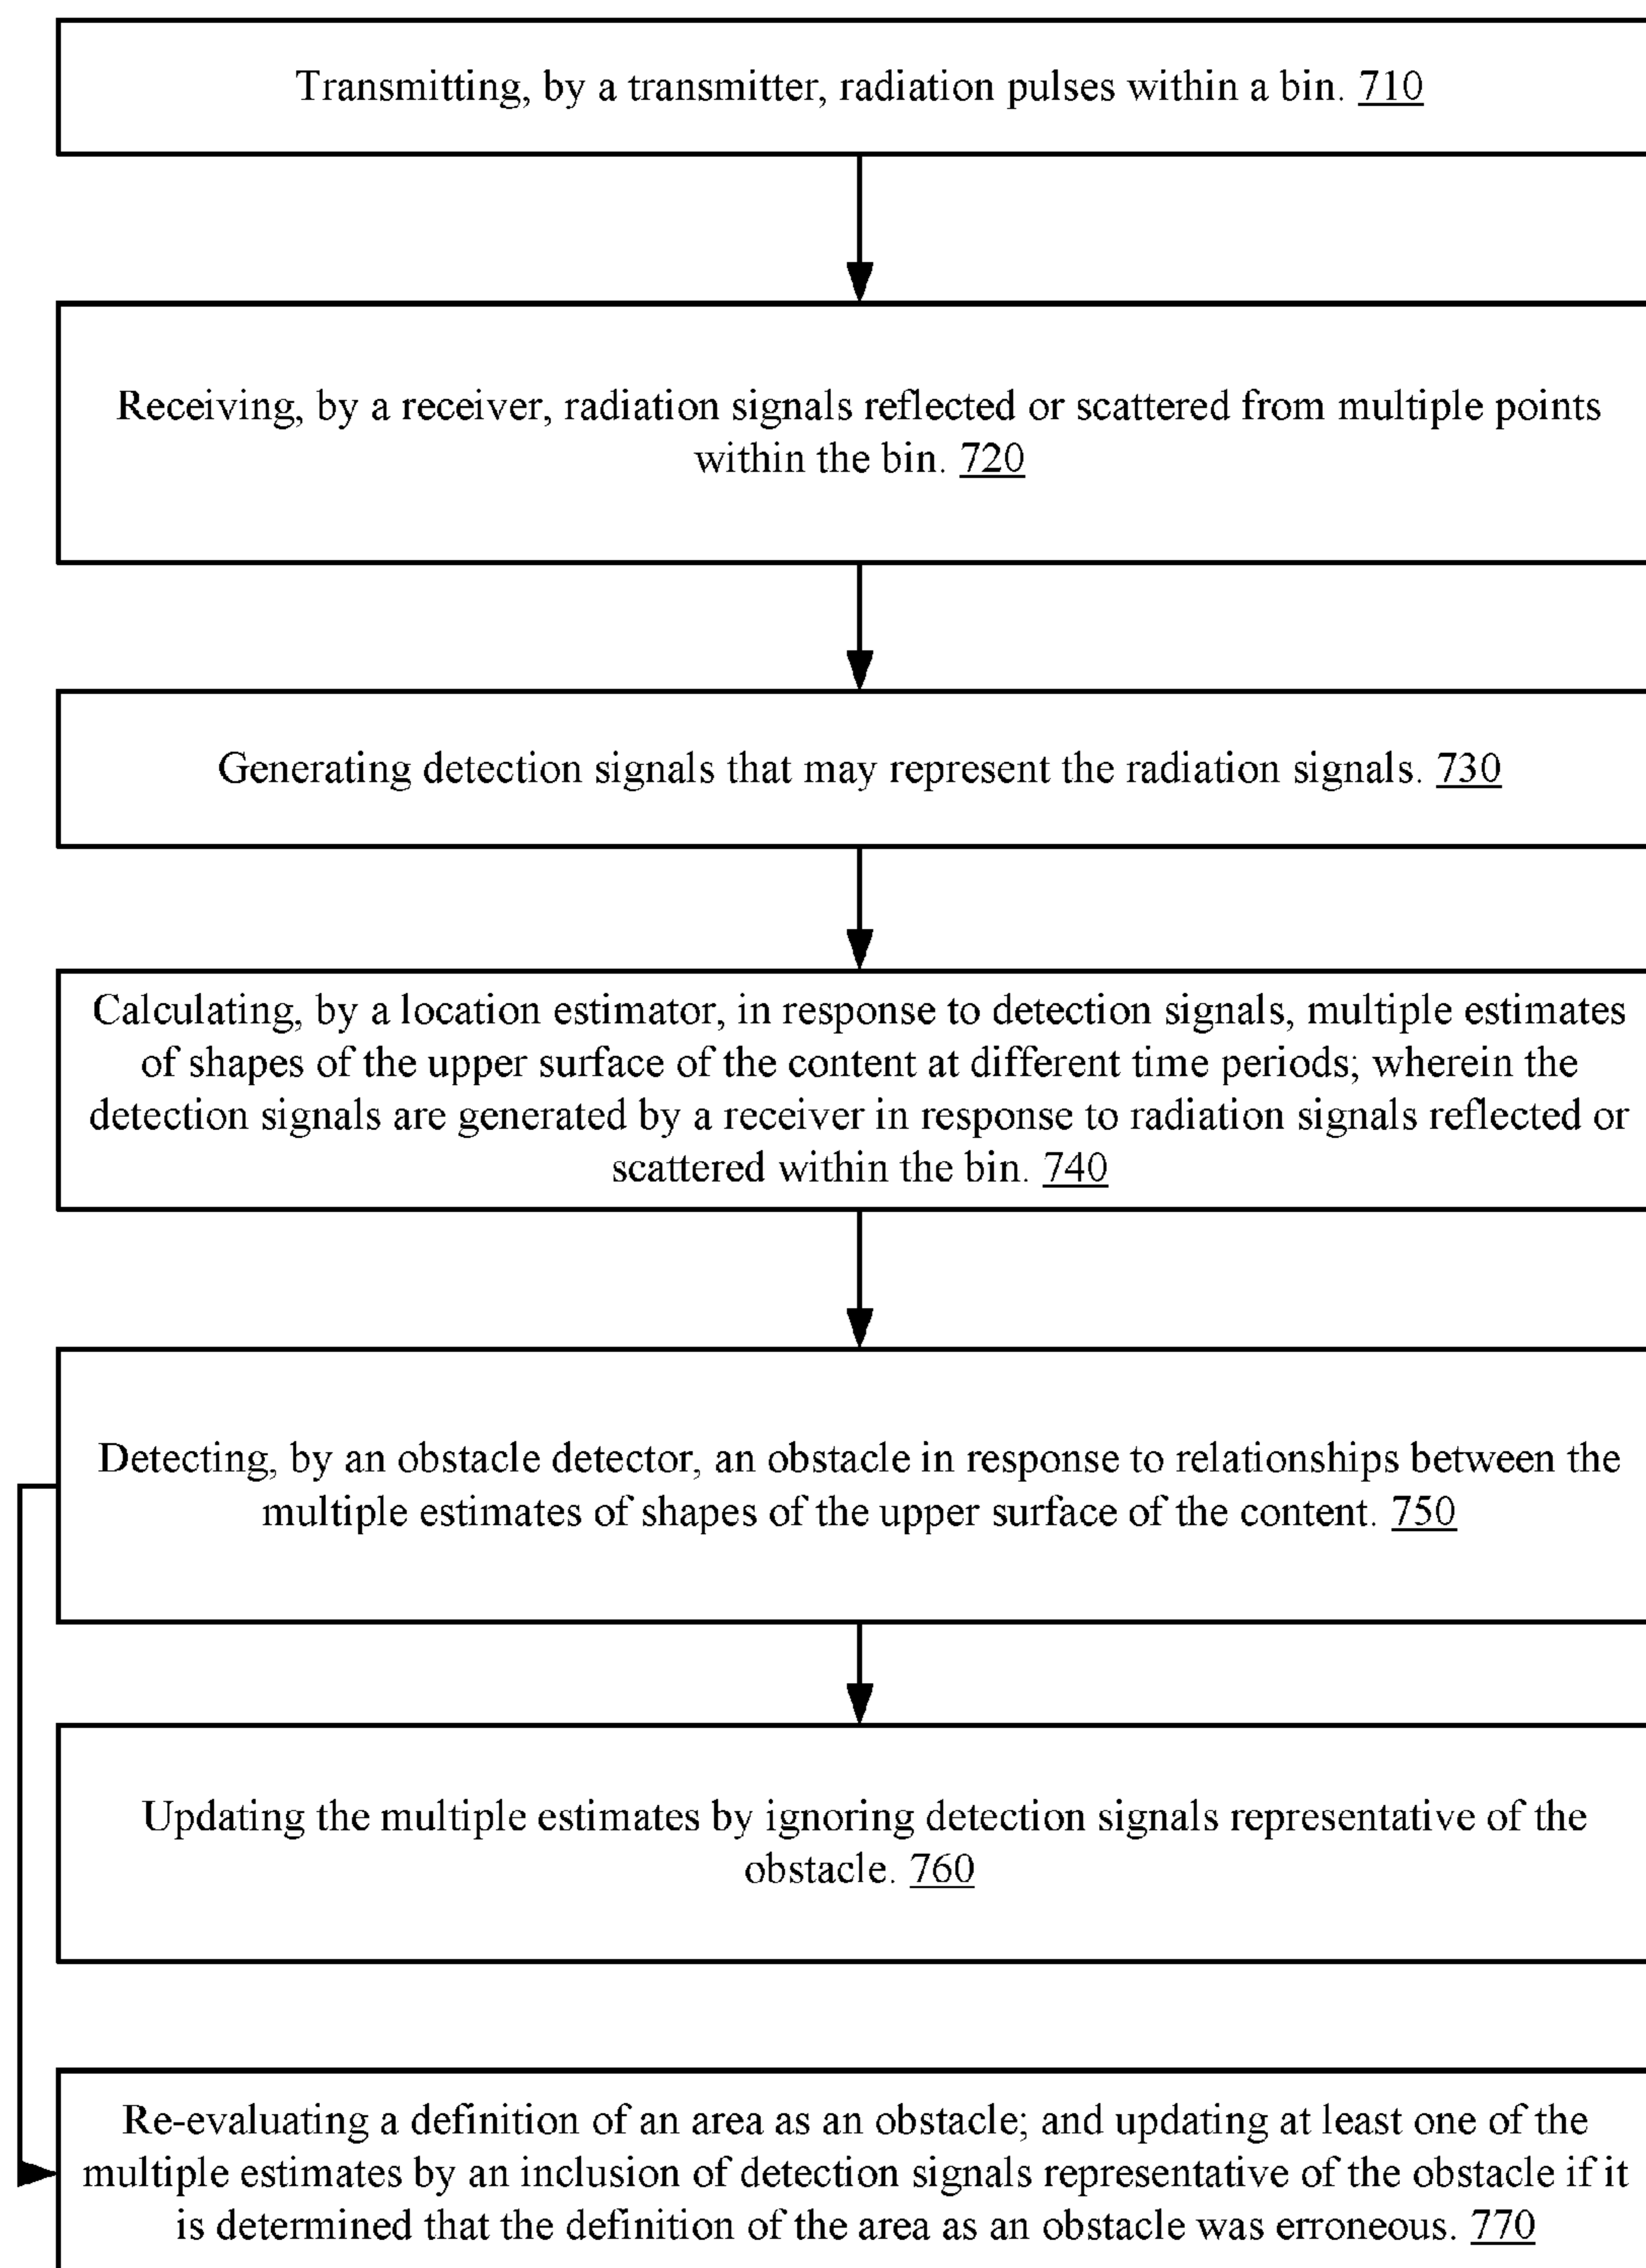 Transmitting, by a transmitter, radiation pulses within a bin. 710
Receiving, by a receiver, radiation signals reflected or scattered from multiple points
within the bin. 720
Generating detection signals that may represent the radiation signals. 730
Calculating, by a location estimator, in response to detection signals, multiple estimates
of shapes of the upper surface of the content at different time periods; wherein the
detection signals are generated by a receiver in response to radiation signals reflected or
scattered within the bin. 740
Detecting, by an obstacle detector, an obstacle in response to relationships between the
multiple estimates of shapes of the upper surface of the content. 750
Updating the multiple estimates by ignoring detection signals representative of the
obstacle. 760
Re-evaluating a definition of an area as an obstacle; and updating at least one of the
multiple estimates by an inclusion of detection signals representative of the obstacle if it
is determined that the definition of the area as an obstacle was erroneous. 770